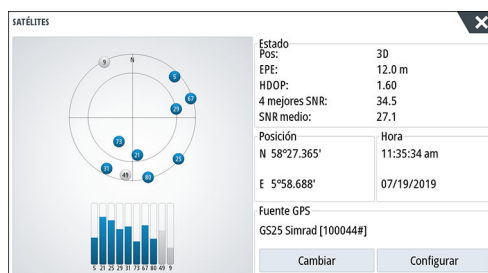 SATÉLITES
N
9
5
67
29
73
21
25
31
49
80
5 21 25 29 31 73 67 80 49 9
Estado
Pos: 3D
EPE: 12.0 m
HDOP: 1.60
4 mejores SNR: 34.5
SNR medio: 27.1
Posición
N 58°27.365'
E 5°58.688'
Hora
11:35:34 am
07/19/2019
Fuente GPS
GS25 Simrad [100044#]
Cambiar
Configurar